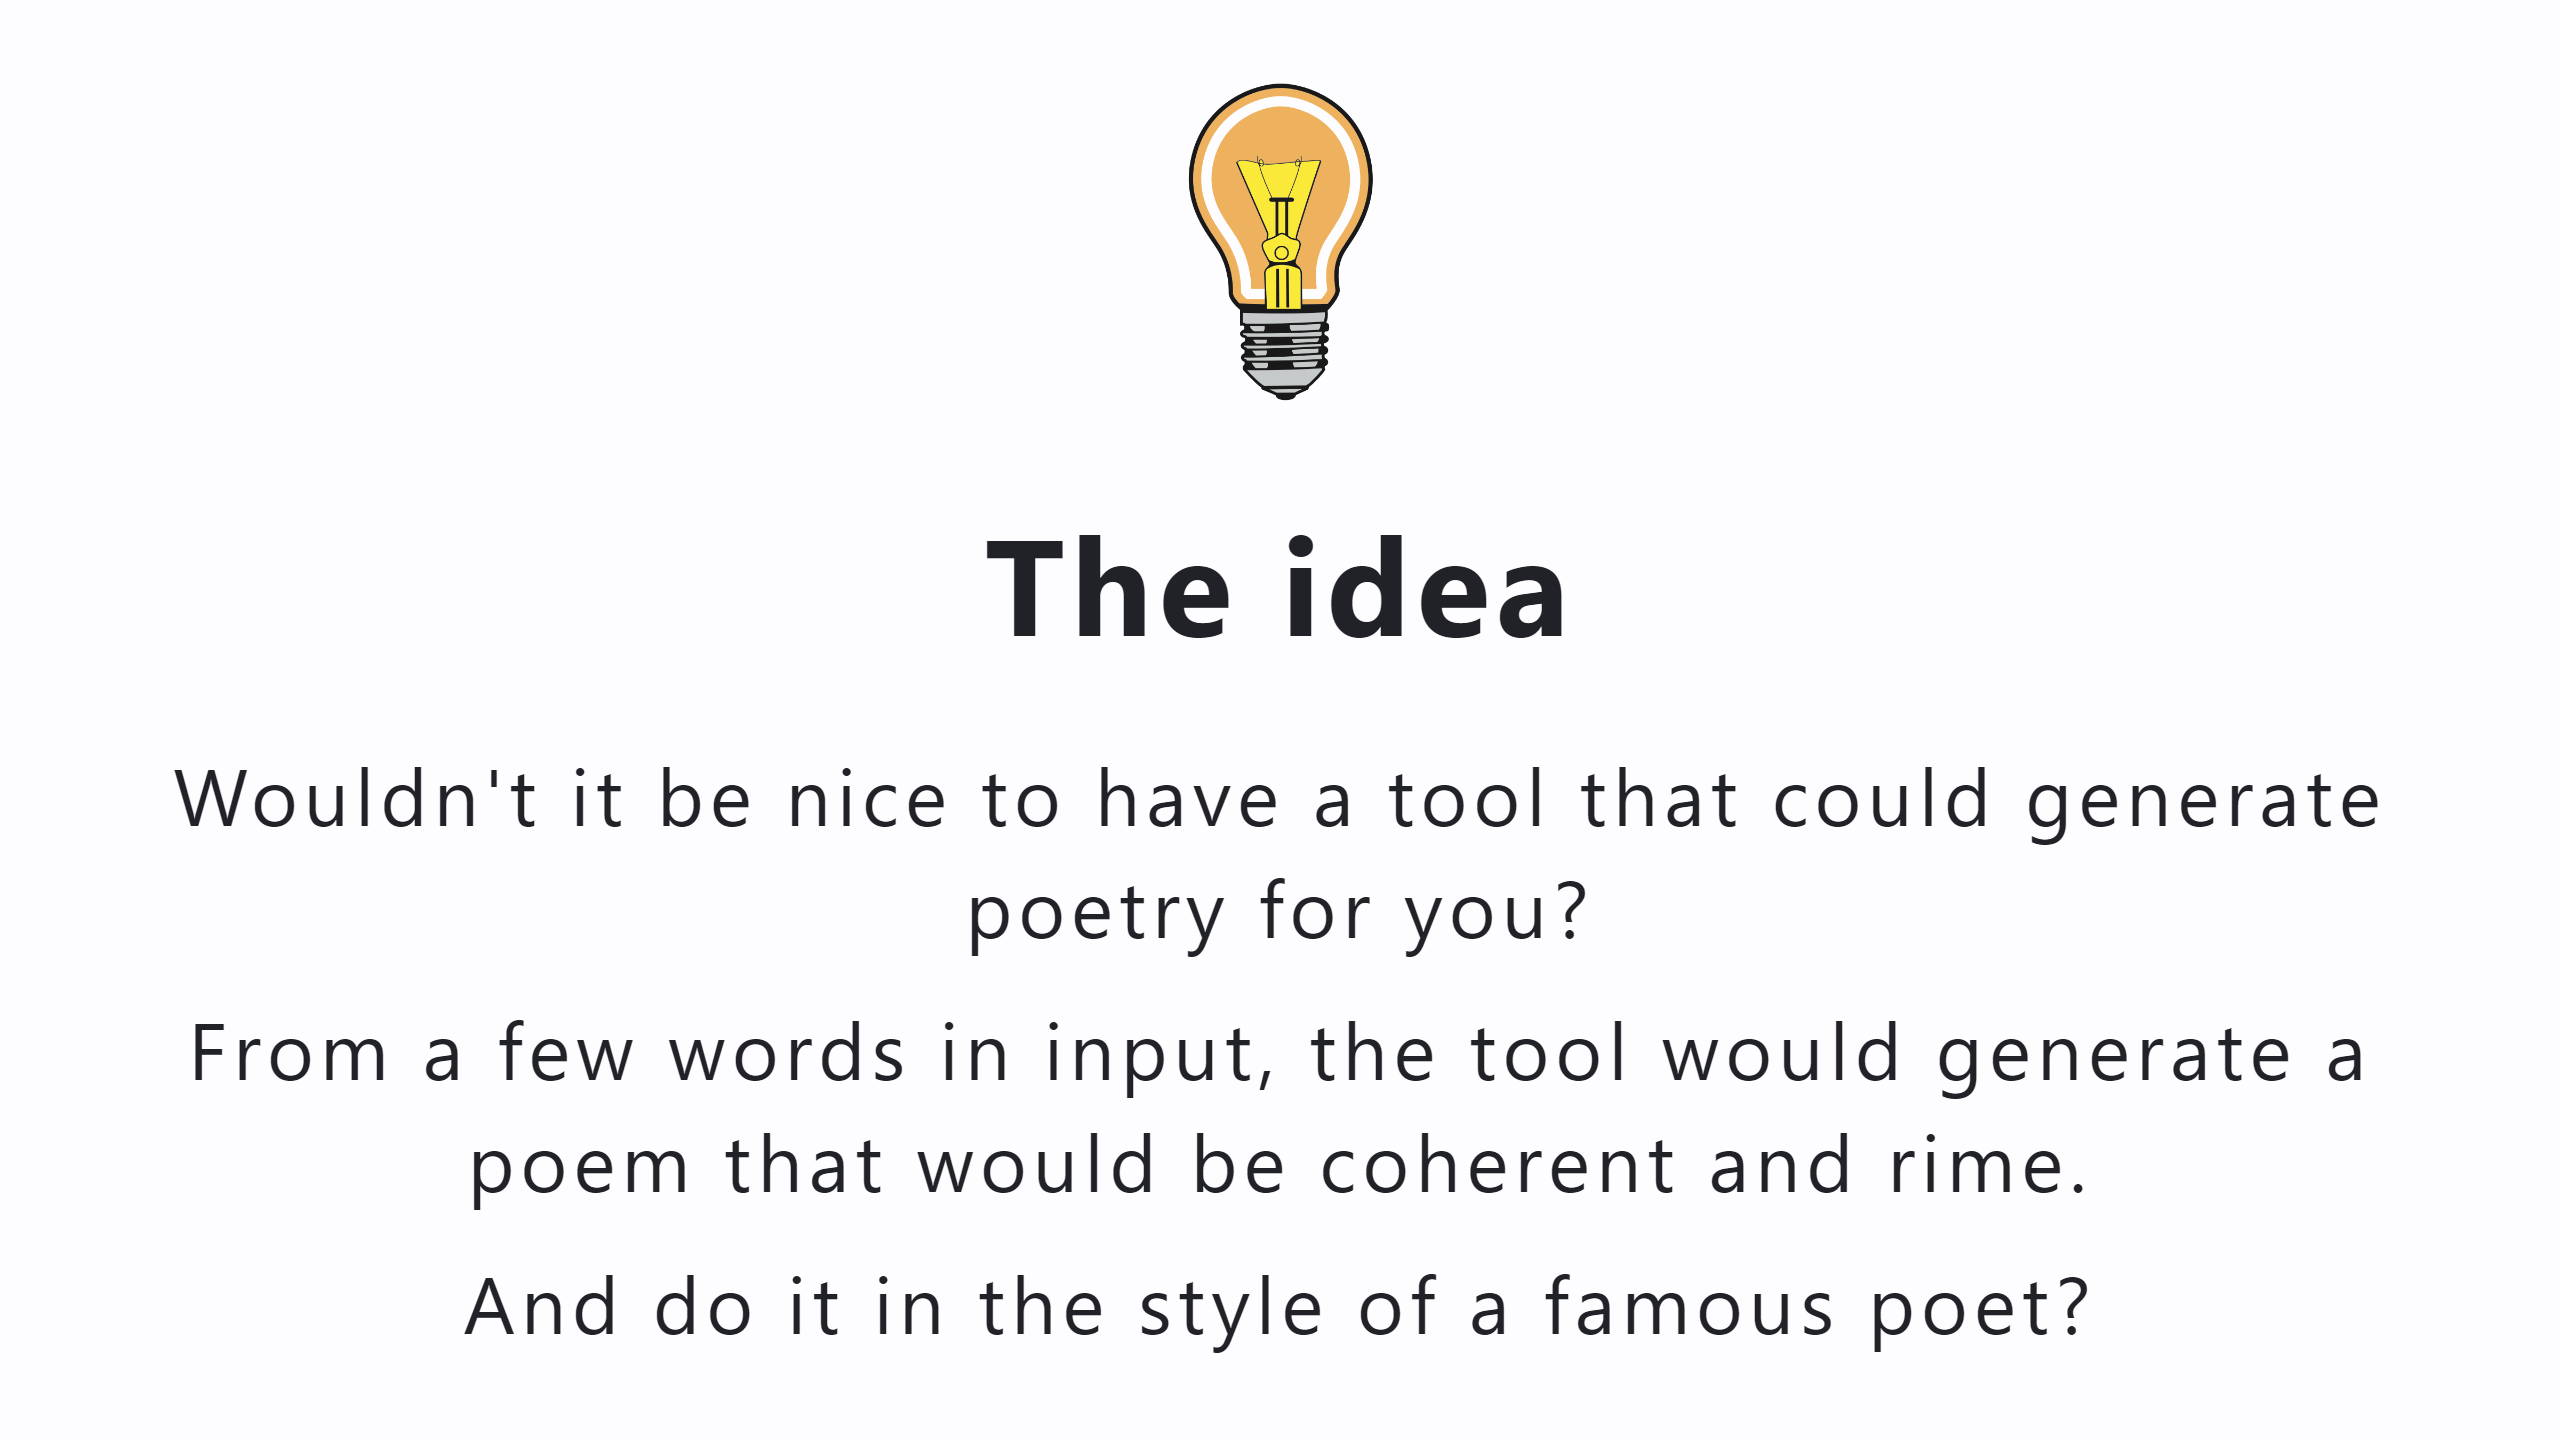 The idea
Wouldn't it be nice to have a tool that could generate
poetry for you?
From a few words in input, the tool would generate a
poem that would be coherent and rime.
And do it in the style of a famous poet?